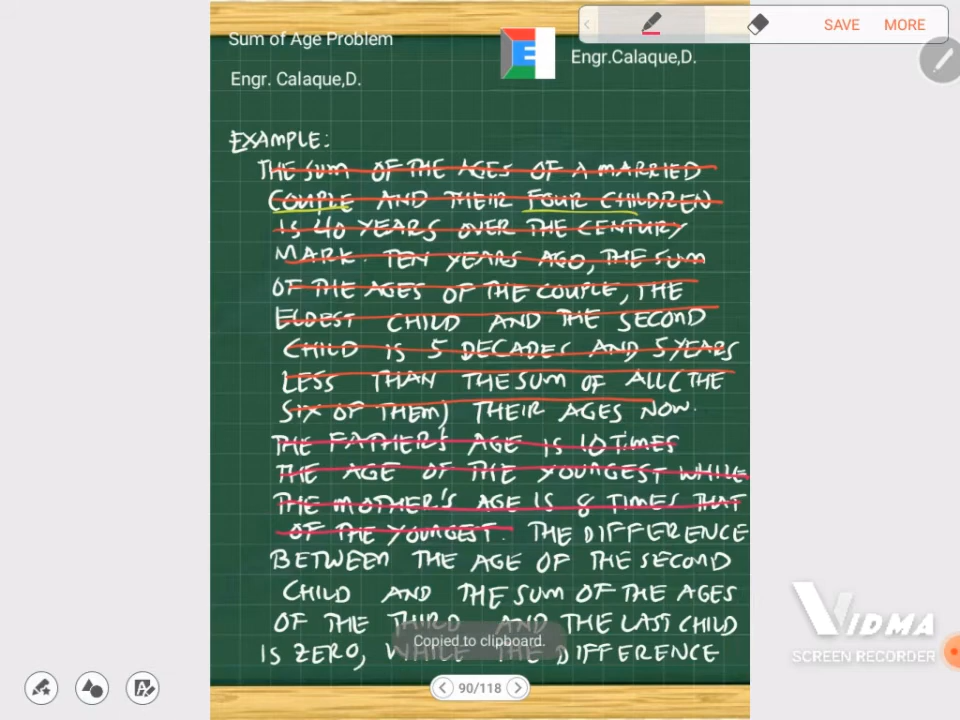 SAVE MORE
Sum of Age Problem
E
Engr.Calaque,D.
Engr. Calaque,D.
EXAMPLE:
THE SUM OF THE AGES OF A MARRIED
COUPLE AND THEIR FOUR CHILDREN
IS 40 YEARS OVER THE CENTURY
MARK. TEN YEARS AGO, THE SUM
OF THE AGES OF THE COUPLE, THE
ELDEST CHILD AND THE SECOND
CHILD IS 5 DECADES AND 5 YEARS
LESS THAN THE SUM OF ALL (THE
SIX OF THEM) THEIR AGES NOW.
THE FATHER'S AGE IS 10 TIMES
THE AGE OF THE YOUNGEST WHILE
THE MOTHER'S AGE IS 8 TIMES THAT
OF THE YOUNGEST. THE DIFFERENCE
BETWEEN THE AGE OF THE SECOND
CHILD AND THE SUM OF THE AGES
OF THE THIRD AND THE LAST CHILD
IS ZERO, WHILE THE DIFFERENCE
Copied to clipboard.
90/118
VIDMA
SCREEN RECORDER